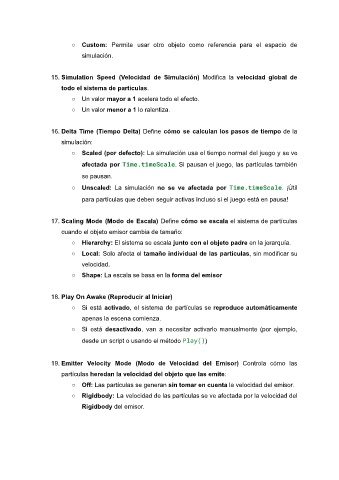 ○ Custom: Permite usar otro objeto como referencia para el espacio de
simulación.
15. Simulation Speed (Velocidad de Simulación) Modifica la velocidad global de
todo el sistema de partículas.
○ Un valor mayor a 1 acelera todo el efecto.
○ Un valor menor a 1 lo ralentiza.
16. Delta Time (Tiempo Delta) Define cómo se calculan los pasos de tiempo de la
simulación:
○ Scaled (por defecto): La simulación usa el tiempo normal del juego y se ve
afectada por Time.timeScale. Si pausan el juego, las partículas también
se pausan.
○ Unscaled: La simulación no se ve afectada por Time.timeScale. ¡Útil
para partículas que deben seguir activas incluso si el juego está en pausa!
17. Scaling Mode (Modo de Escala) Define cómo se escala el sistema de partículas
cuando el objeto emisor cambia de tamaño:
○ Hierarchy: El sistema se escala junto con el objeto padre en la jerarquía.
○ Local: Solo afecta el tamaño individual de las partículas, sin modificar su
velocidad.
○ Shape: La escala se basa en la forma del emisor
18. Play On Awake (Reproducir al Iniciar)
○ Si está activado, el sistema de partículas se reproduce automáticamente
apenas la escena comienza.
○ Si está desactivado, van a necesitar activarlo manualmente (por ejemplo,
desde un script o usando el método Play())
19. Emitter Velocity Mode (Modo de Velocidad del Emisor) Controla cómo las
partículas heredan la velocidad del objeto que las emite:
○ Off: Las partículas se generan sin tomar en cuenta la velocidad del emisor.
○ Rigidbody: La velocidad de las partículas se ve afectada por la velocidad del
Rigidbody del emisor.